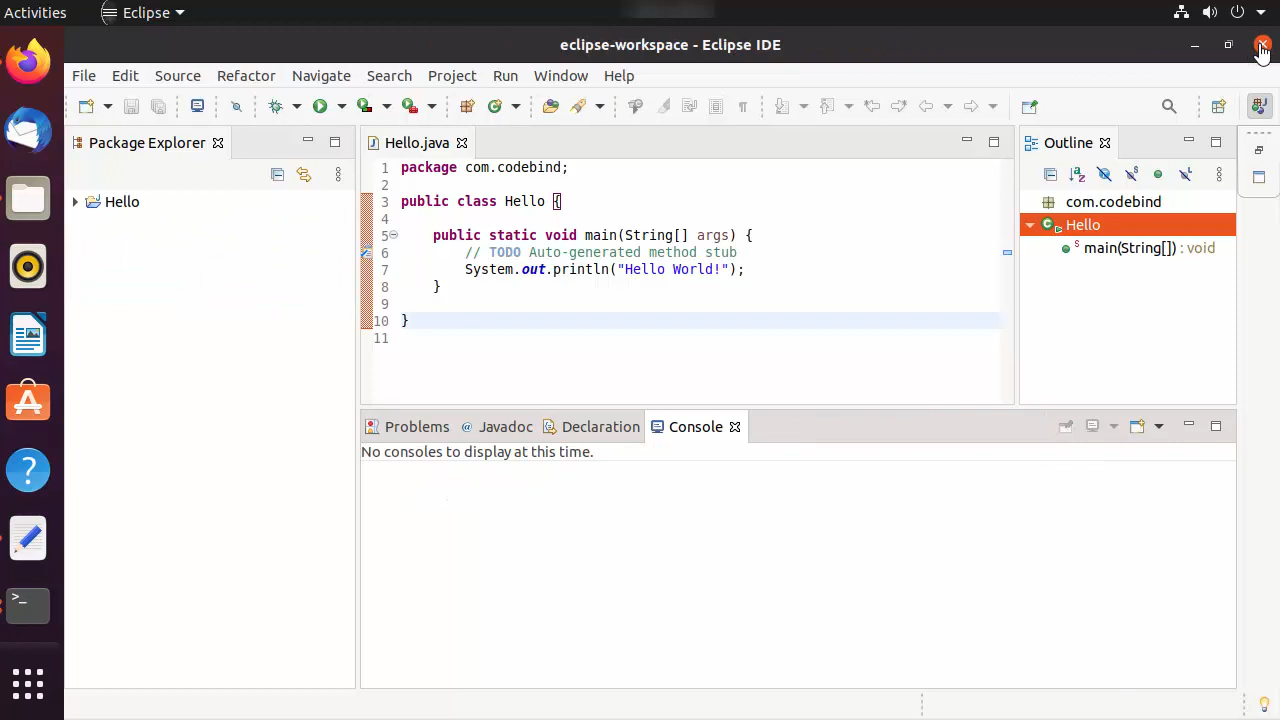 Activities
Eclipse
eclipse-workspace - Eclipse IDE
File Edit Source Refactor Navigate Search Project Run Window Help
Package Explorer
Hello
Hello.java
1 package com.codebind;
2
3 public class Hello {
4
5 public static void main(String[] args) {
6 // TODO Auto-generated method stub
7 System.out.println("Hello World!");
8 }
9
10 }
11
Outline
com.codebind
Hello
main(String[]) : void
Problems Javadoc Declaration Console
No consoles to display at this time.